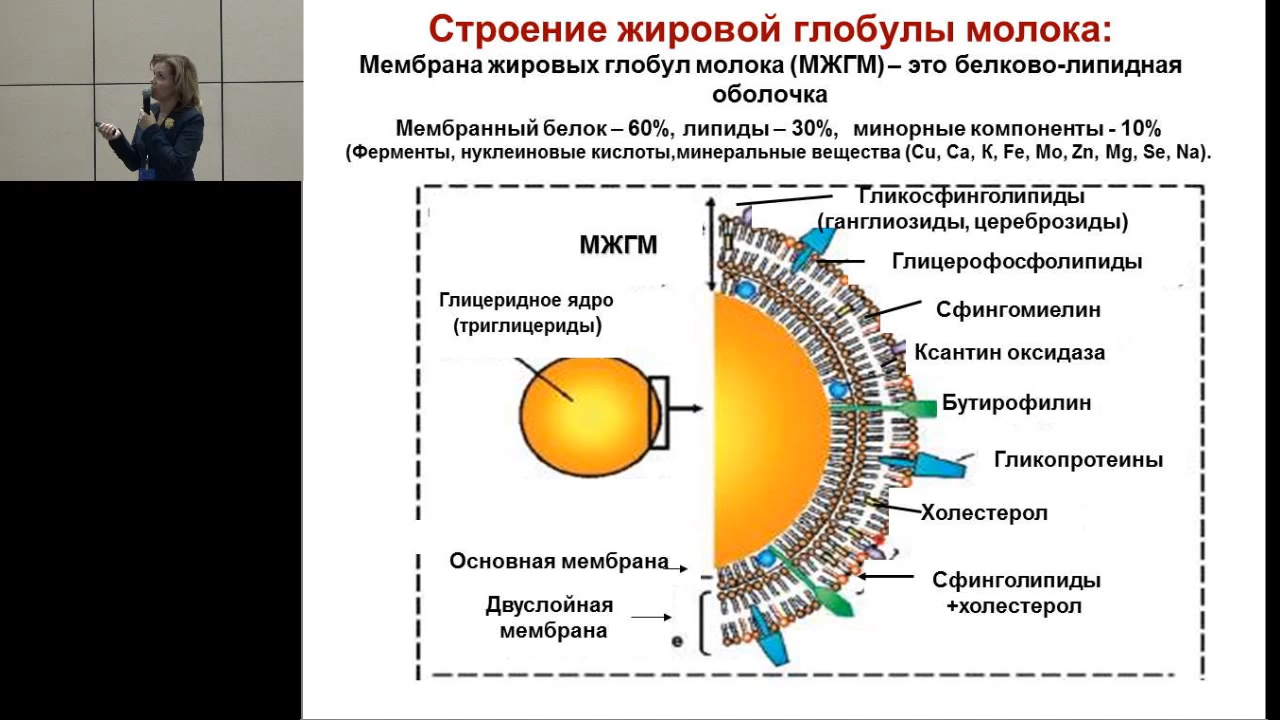 Строение жировой глобулы молока:
Мембрана жировых глобул молока (МЖГМ) – это белково-липидная
оболочка
Мембранный белок – 60%, липиды – 30%, минорные компоненты - 10%
(Ферменты, нуклеиновые кислоты,минеральные вещества (Cu, Ca, К, Fe, Mo, Zn, Mg, Se, Na).
Гликосфинголипиды
(ганглиозиды, цереброзиды)
МЖГМ
Глицерофосфолипиды
Глицеридное ядро
(триглицериды)
Сфингомиелин
Ксантин оксидаза
Бутирофилин
Гликопротеины
Холестерол
Основная мембрана
Сфинголипиды
+холестерол
Двуслойная
мембрана
e